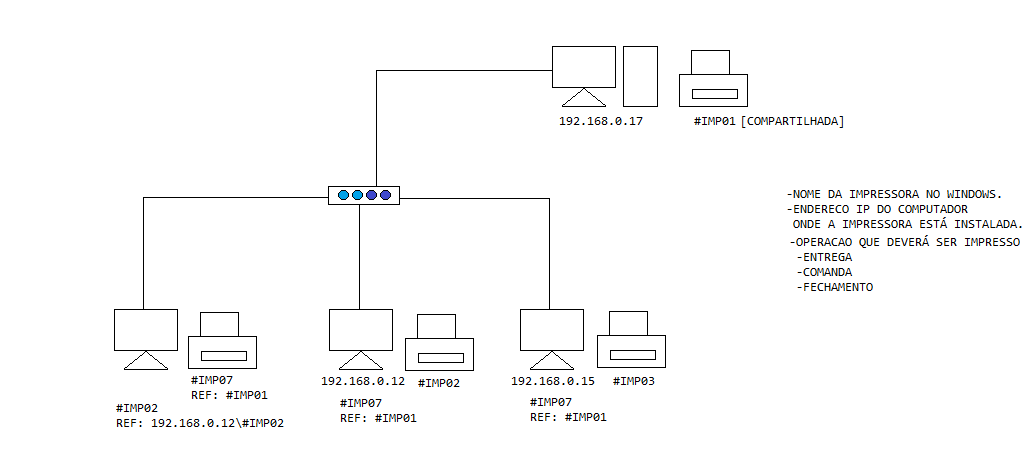 192.168.0.17
#IMP01 [COMPARTILHADA]
-NOME DA IMPRESSORA NO WINDOWS.
-ENDERECO IP DO COMPUTADOR
ONDE A IMPRESSORA ESTÁ INSTALADA.
-OPERACAO QUE DEVERÁ SER IMPRESSO
-ENTREGA
-COMANDA
-FECHAMENTO
#IMP07
REF: #IMP01
#IMP02
REF: 192.168.0.12\#IMP02
192.168.0.12
#IMP02
#IMP07
REF: #IMP01
192.168.0.15
#IMP03
#IMP07
REF: #IMP01